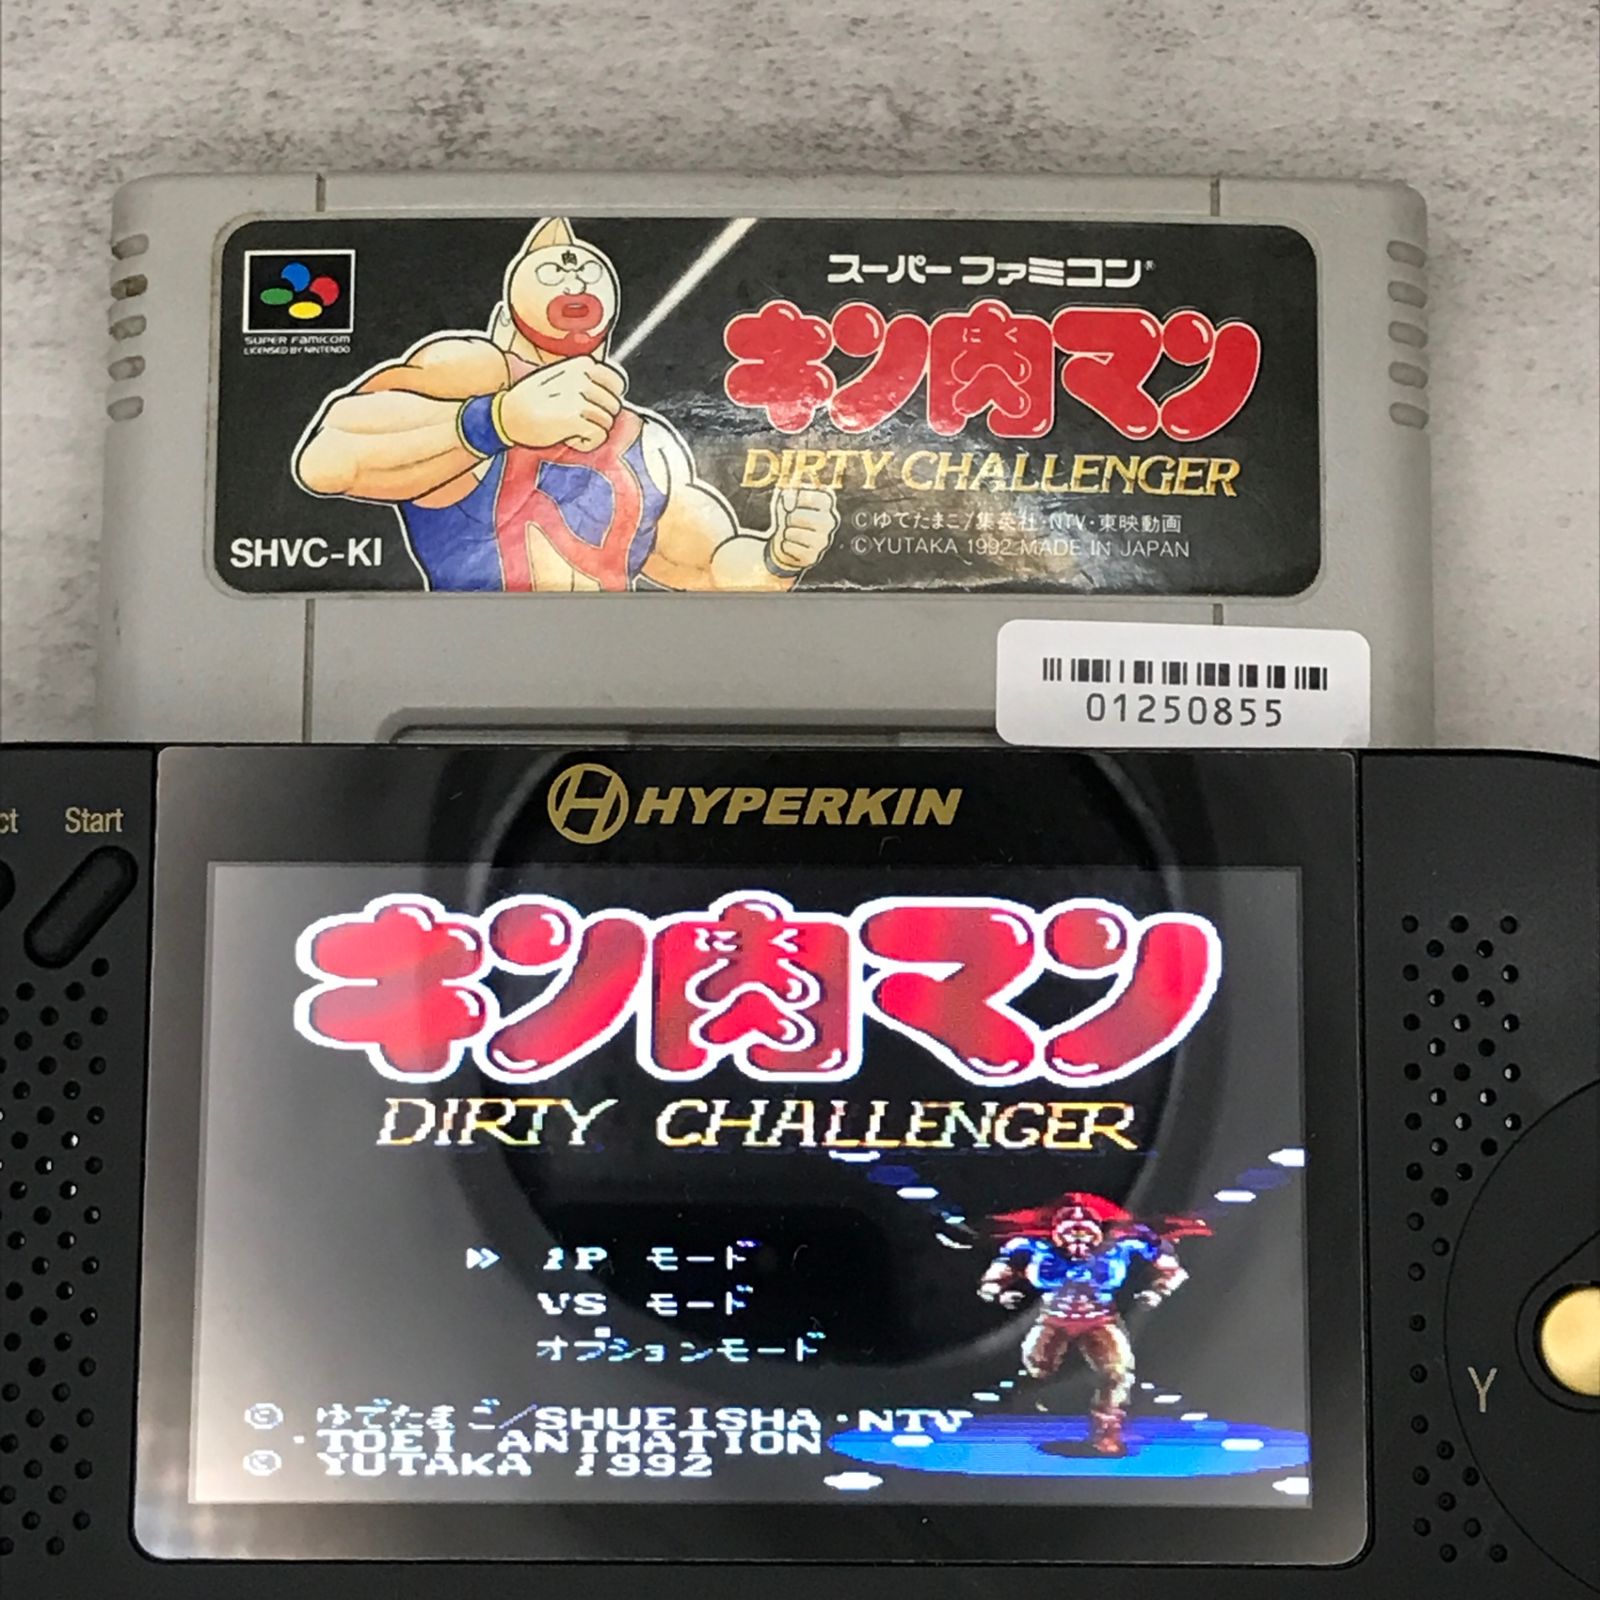 肉
SUPER FAMICOM
LICENSED BY NINTENDO
スーパーファミコン®
キン肉マン
にく
DIRTY CHALLENGER
©ゆでたまご/集英社・NTV・東映動画
©YUTAKA 1992 MADE IN JAPAN
SHVC-KI
01250855
HYPERKIN
ct Start
キン肉マン
にく
DIRTY CHALLENGER
1P モード
VS モード
オプションモード
© ゆでたまご/SHUEISHA・NTV
・TOEI ANIMATION
© YUTAKA 1992
Y